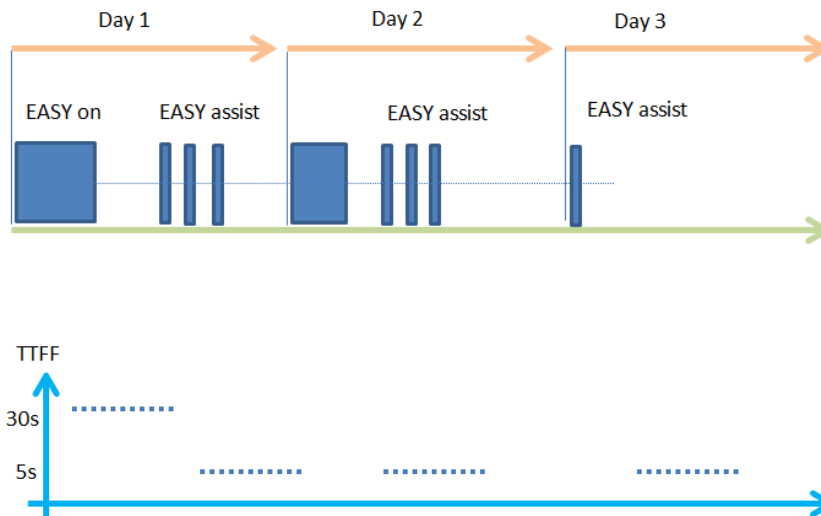 Day 1
Day 2
Day 3
EASY on
EASY assist
EASY assist
EASY assist
TTFF
30s
5s